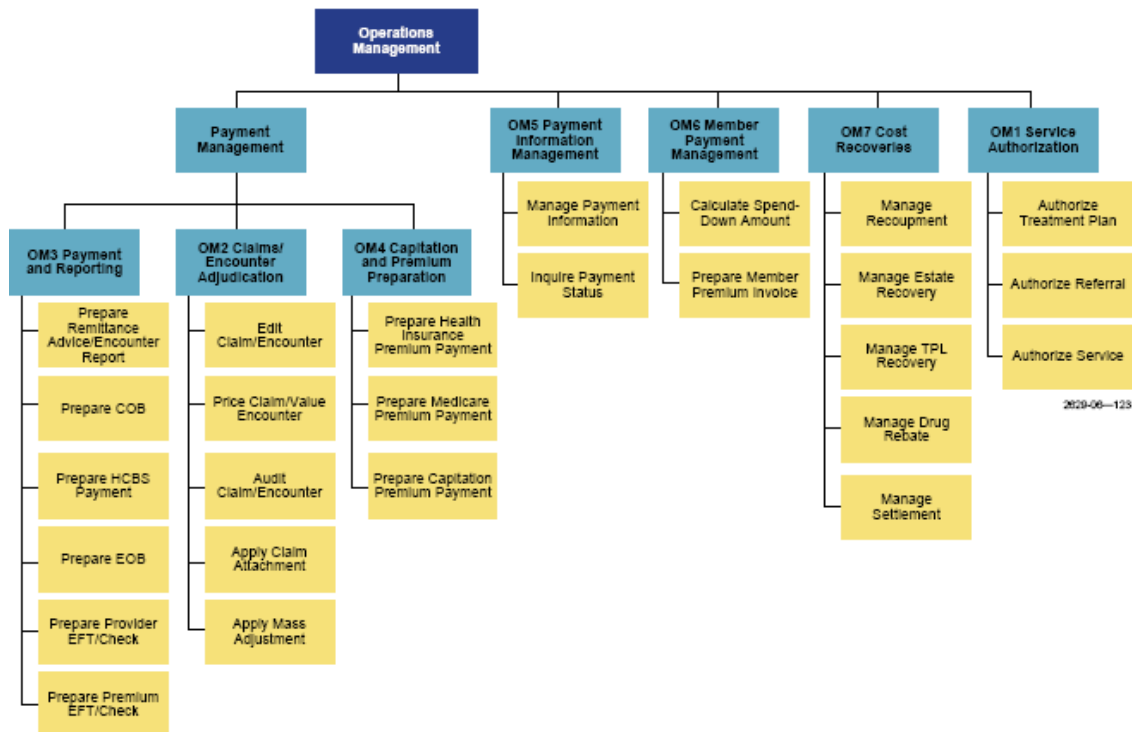 Operations
Management
Payment
Management
OM5 Payment
Information
Management
OM6 Member
Payment
Management
OM7 Cost
Recoveries
OM1 Service
Authorization
OM3 Payment
and Reporting
OM2 Claims/
Encounter
Adjudication
OM4 Capitation
and Premium
Preparation
Prepare
Remittance
Advice/Encounter
Report
Prepare COB
Prepare HCBS
Payment
Prepare EOB
Prepare Provider
EFT/Check
Prepare Premium
EFT/Check
Edit
Claim/Encounter
Price Claim/Value
Encounter
Audit
Claim/Encounter
Apply Claim
Attachment
Apply Mass
Adjustment
Prepare Health
Insurance
Premium Payment
Prepare Medicare
Premium Payment
Prepare Capitation
Premium Payment
Manage Payment
Information
Inquire Payment
Status
Calculate Spend-
Down Amount
Prepare Member
Premium Invoice
Manage
Recoupment
Manage Estate
Recovery
Manage TPL
Recovery
Manage Drug
Rebate
Manage
Settlement
Authorize
Treatment Plan
Authorize Referral
Authorize Service
2629-06—123